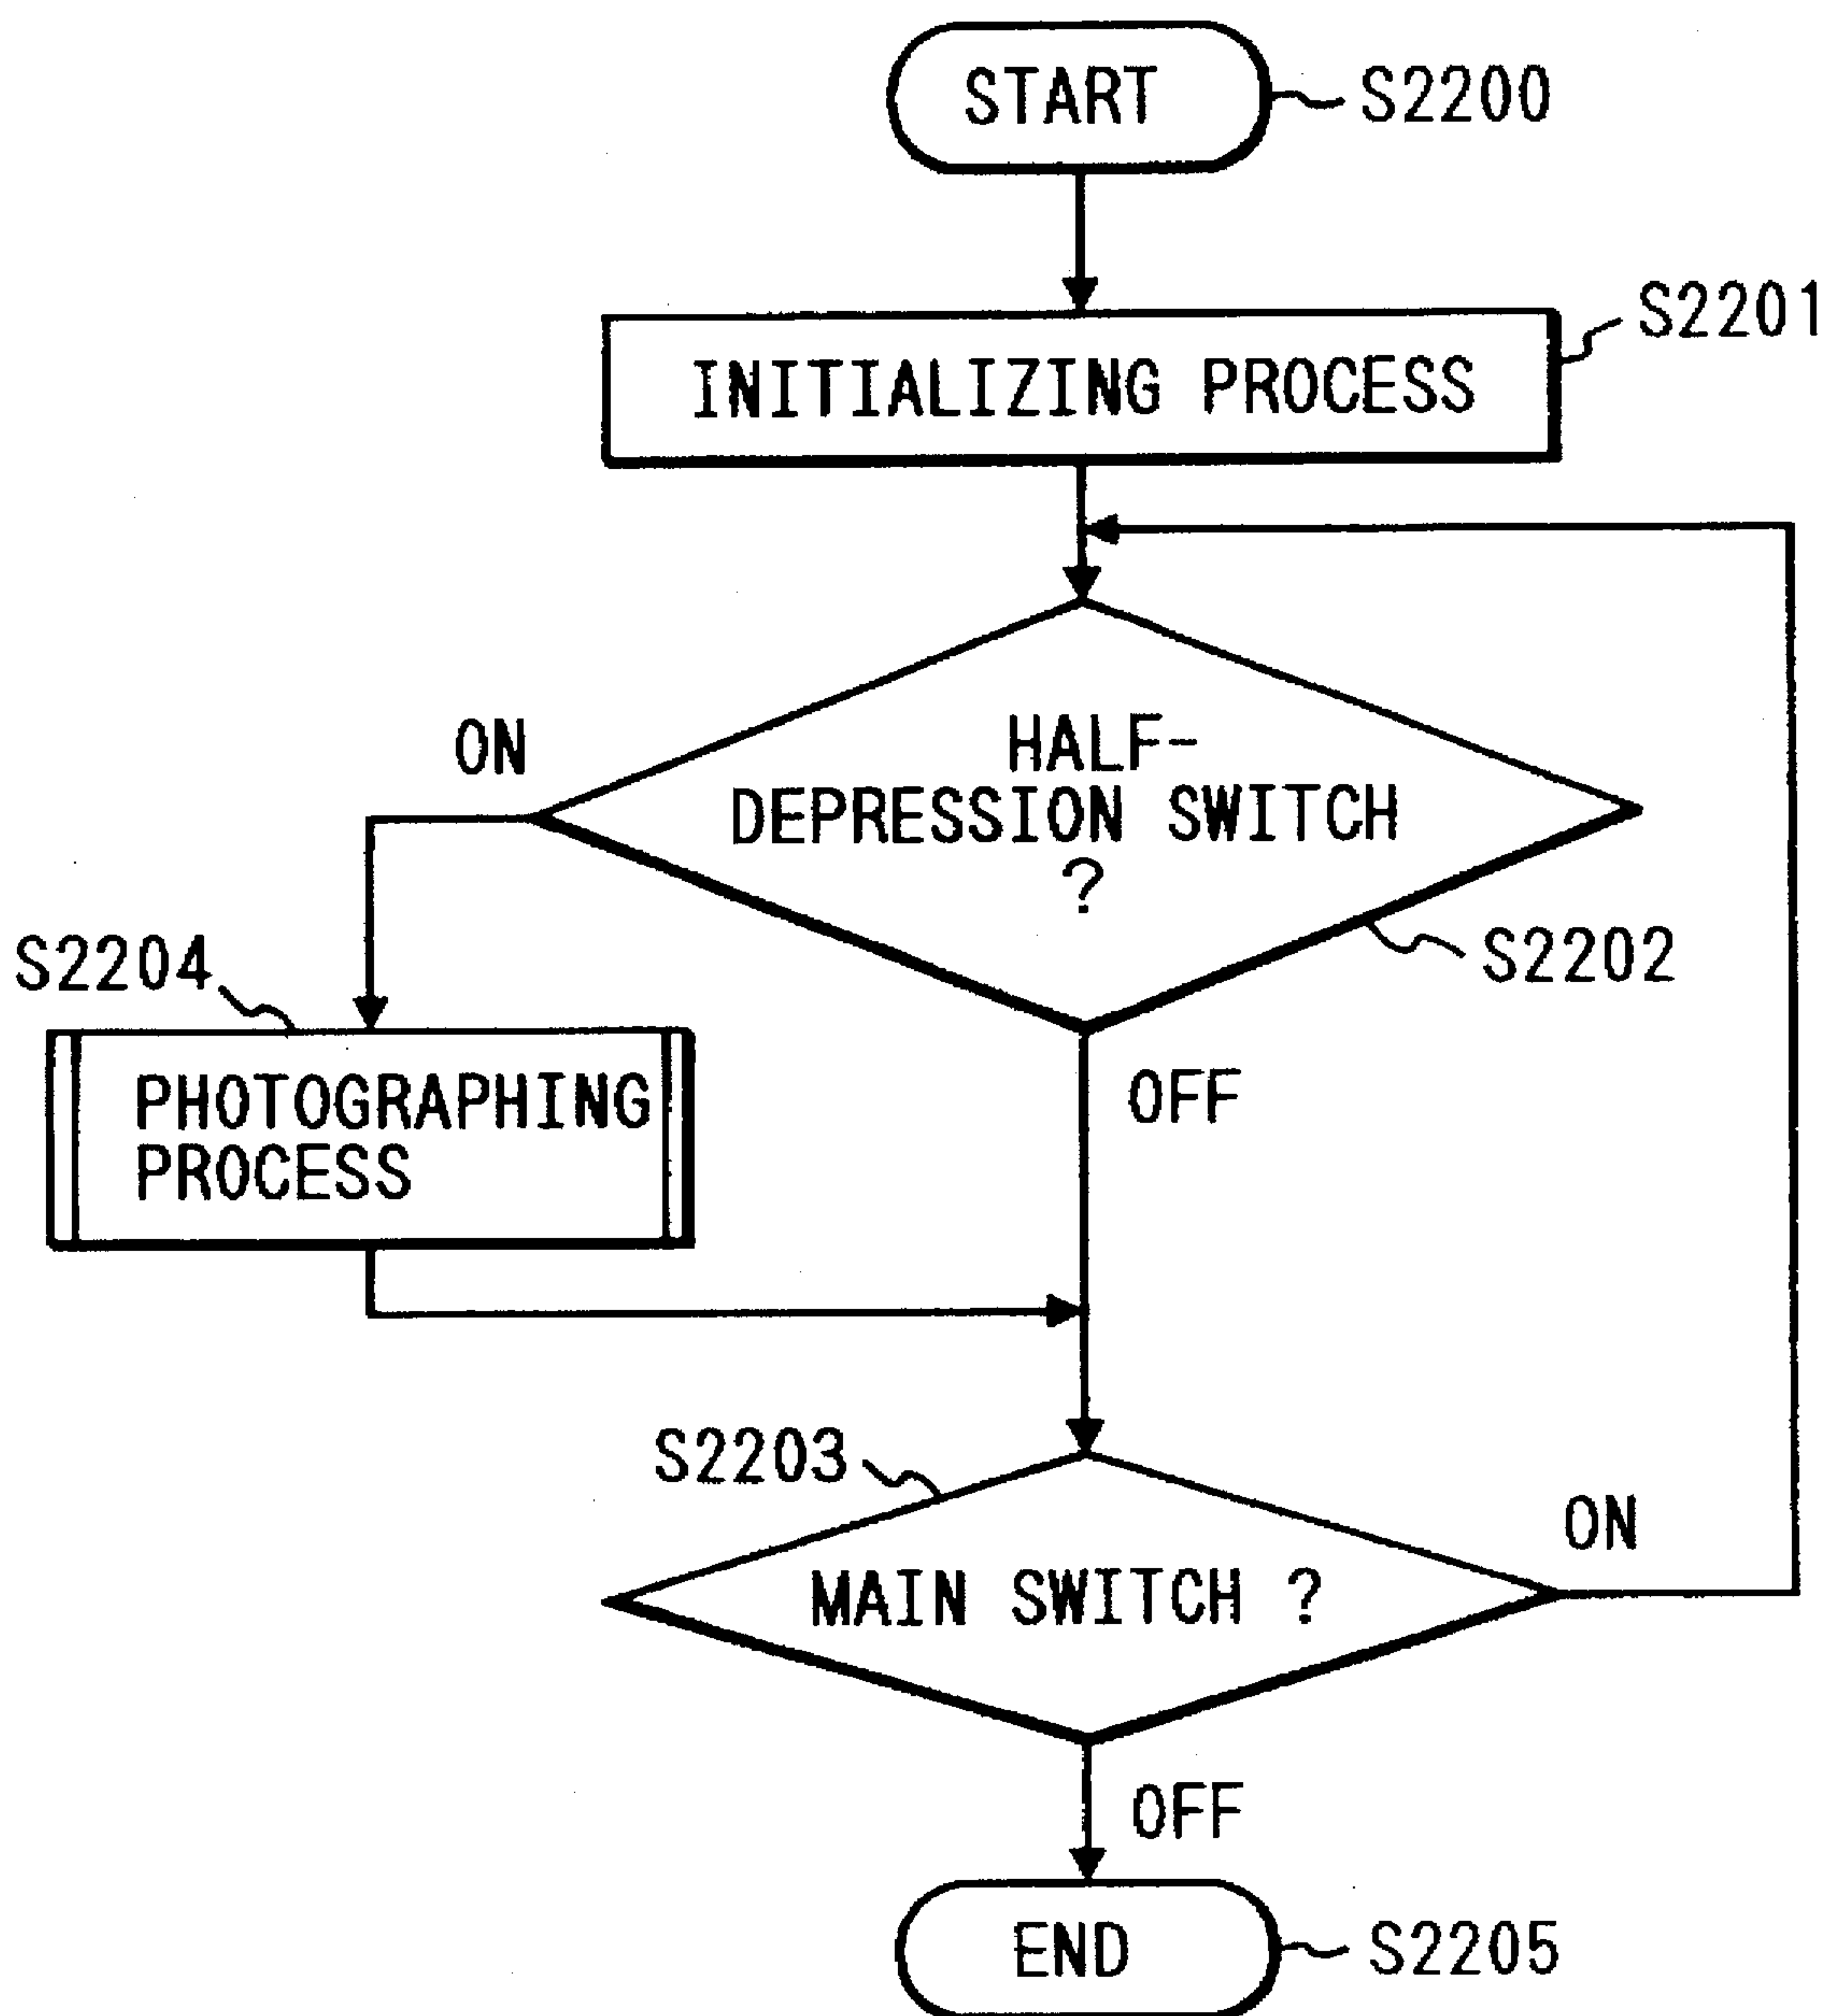 START
S2200
S2201
INITIALIZING PROCESS
ON
HALF-
DEPRESSION SWITCH
?
S2202
S2204
PHOTOGRAPHING
PROCESS
OFF
S2203
MAIN SWITCH ?
ON
OFF
END
S2205